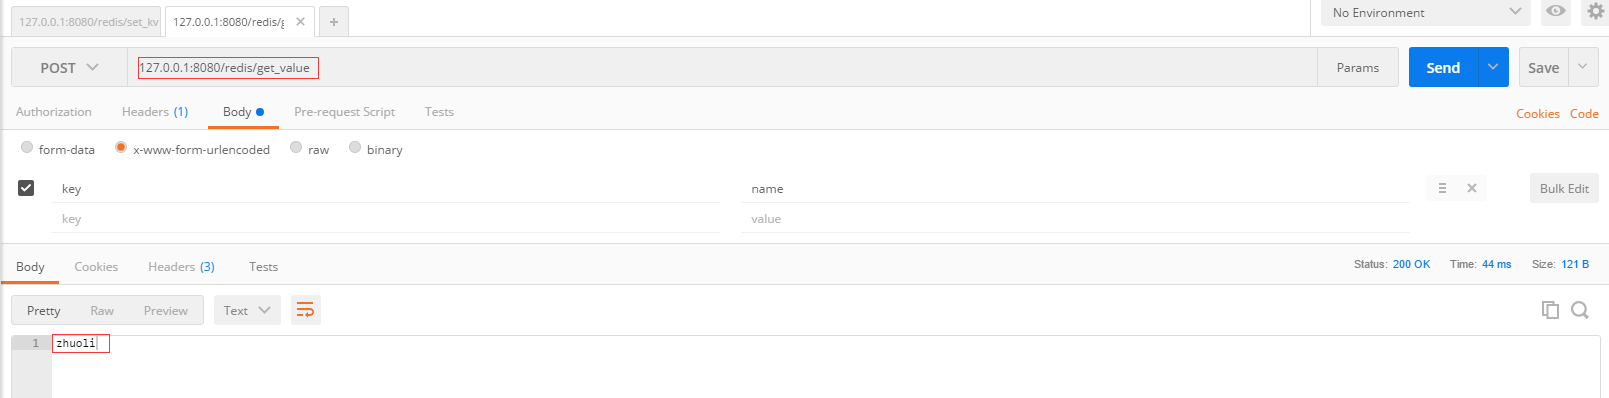 127.0.0.1:8080/redis/set_kv 127.0.0.1:8080/redis/g No Environment
POST 127.0.0.1:8080/redis/get_value Params Send Save
Authorization Headers (1) Body Pre-request Script Tests Cookies Code
form-data x-www-form-urlencoded raw binary
key name Bulk Edit
key value
Body Cookies Headers (3) Tests Status: 200 OK Time: 44 ms Size: 121 B
Pretty Raw Preview Text
1 zhuoli